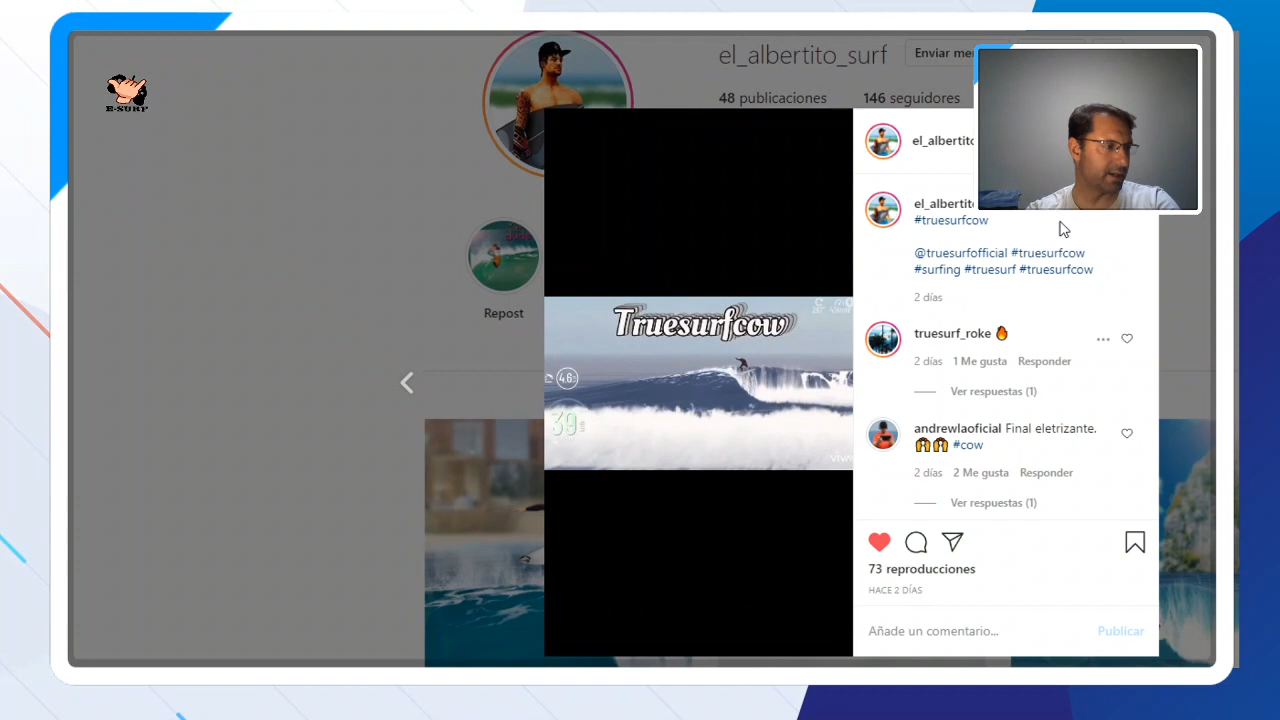 E-SURF
el_albertito_surf
Enviar me
48 publicaciones 146 seguidores
Repost
Truesurfcow
4.6
39
el_albertito
el_albertito
#truesurfcow
@truesurfofficial #truesurfcow
#surfing #truesurf #truesurfcow
2 días
truesurf_roke 🔥
2 días 1 Me gusta Responder
Ver respuestas (1)
andrewlaoficial Final eletrizante.
🙌🙌 #cow
2 días 2 Me gusta Responder
Ver respuestas (1)
73 reproducciones
HACE 2 DÍAS
Añade un comentario...
Publicar